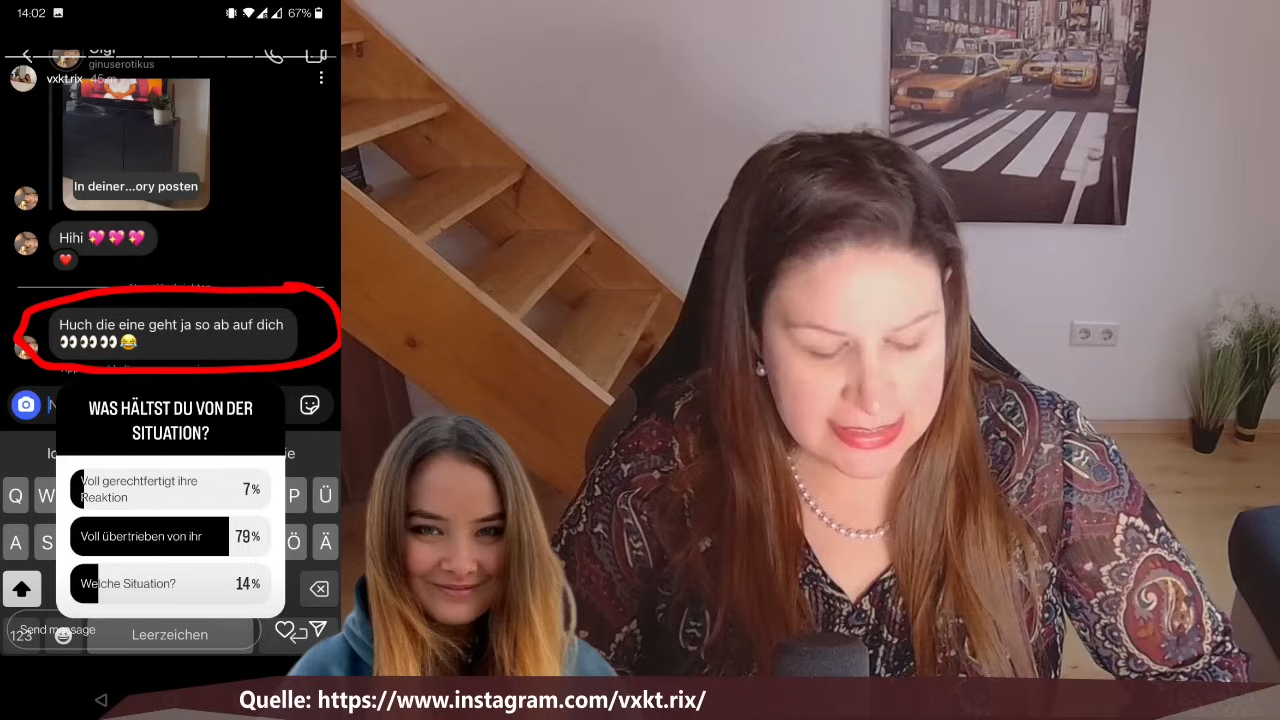 14:02
67%
ginuserotikus
vxkt.rix 45 m
In deiner...ory posten
Hihi 💖💖💖
❤️
Huch die eine geht ja so ab auf dich
👀👀👀👀😂
WAS HÄLTST DU VON DER
SITUATION?
Voll gerechtfertigt ihre
Reaktion
7%
Voll übertrieben von ihr
79%
Welche Situation?
14%
Q W P Ü
A S Ö Ä
Send message
123
Leerzeichen
Quelle: https://www.instagram.com/vxkt.rix/